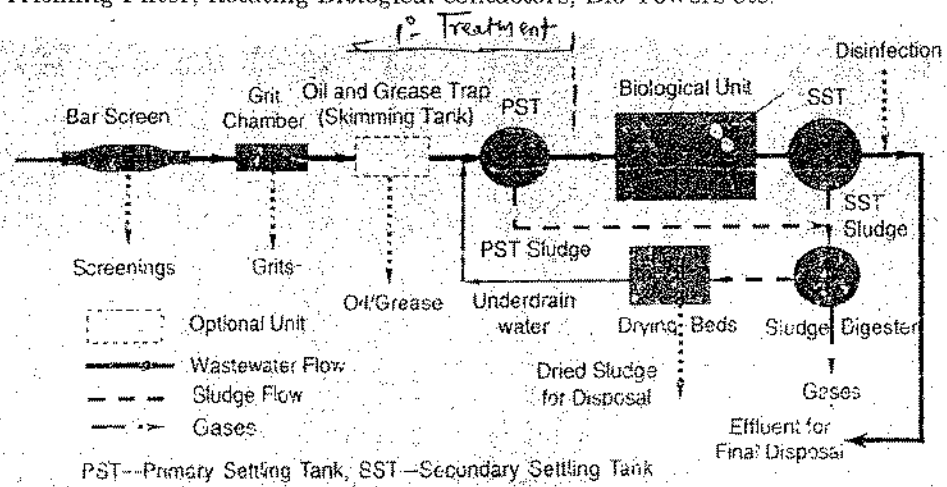 Trickling Filter, Rotating Biological contactors, Bio Towers etc.
1° Treatment
Disinfection
Bar Screen
Grit
Chamber
Oil and Grease Trap
(Skimming Tank)
PST
Biological Unit
SST
SST
Sludge
PST Sludge
Screenings
Grits
Oil/Grease
Underdrain
water
Drying Beds
Sludge Digester
Optional Unit
Wastewater Flow
Sludge Flow
Gases
Dried Sludge
for Disposal
Gases
Effluent for
Final Disposal
PST—Primary Settling Tank, SST—Secondary Settling Tank